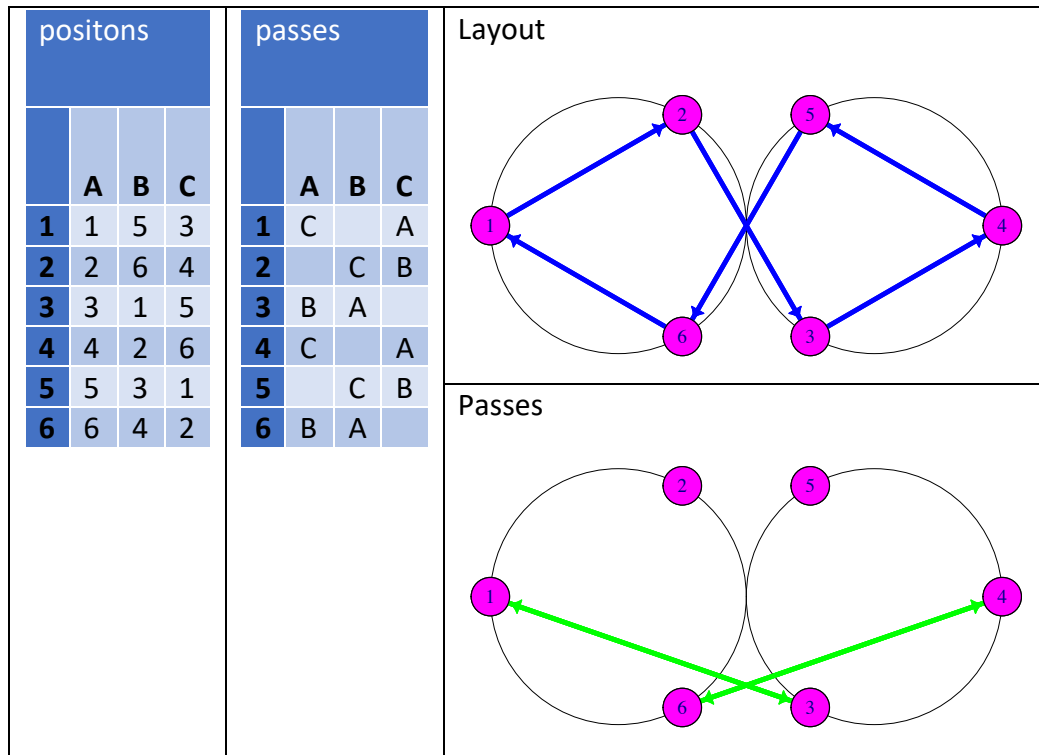 positons
A B C
1 1 5 3
2 2 6 4
3 3 1 5
4 4 2 6
5 5 3 1
6 6 4 2
passes
A B C
1 C A
2 C B
3 B A
4 C A
5 C B
6 B A
Layout
2 5
1 4
6 3
Passes
2 5
1 4
6 3